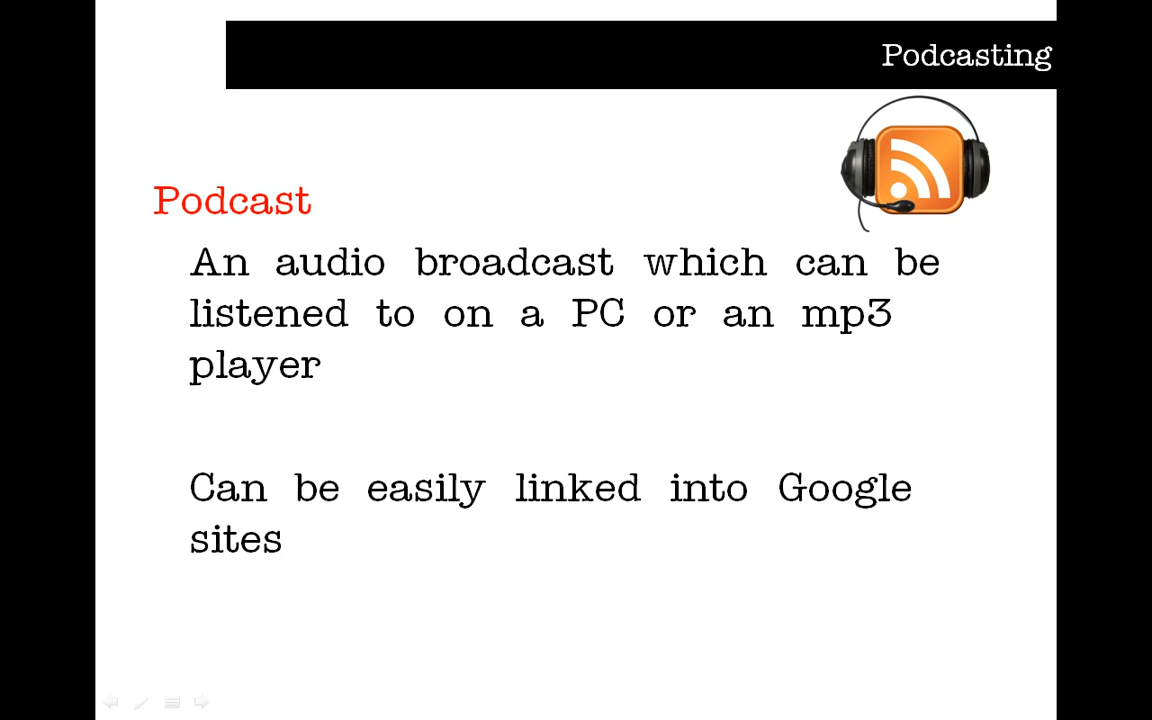 Podcasting
Podcast
An audio broadcast which can be
listened to on a PC or an mp3
player
Can be easily linked into Google
sites